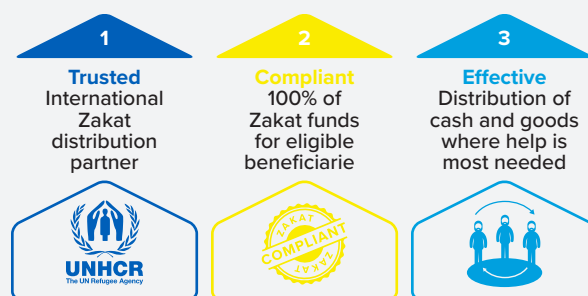 1
Trusted
International
Zakat
distribution
partner
UNHCR
The UN Refugee Agency
2
Compliant
100% of
Zakat funds
for eligible
beneficiarie
ZAKAT
COMPLIANT
ZAKAT
3
Effective
Distribution of
cash and goods
where help is
most needed